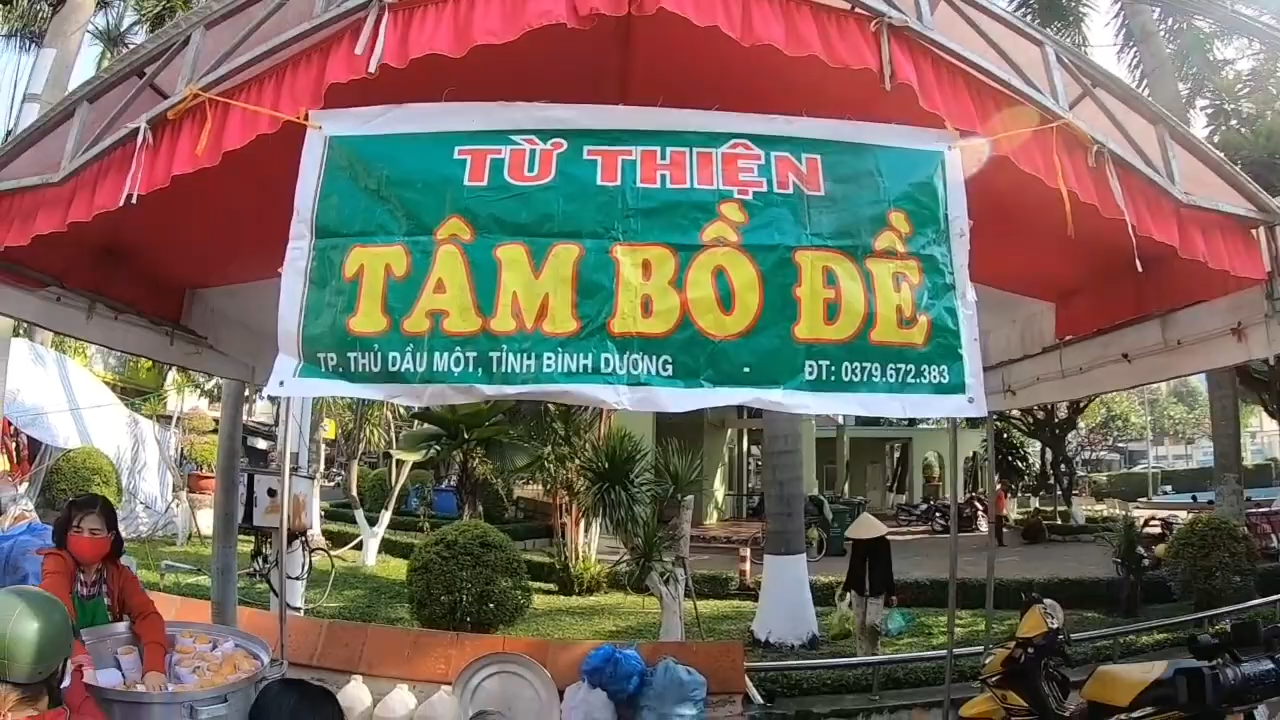 TỪ THIỆN
TÂM BỒ ĐỀ
TP. THỦ DẦU MỘT, TỈNH BÌNH DƯƠNG - ĐT: 0379.672.383